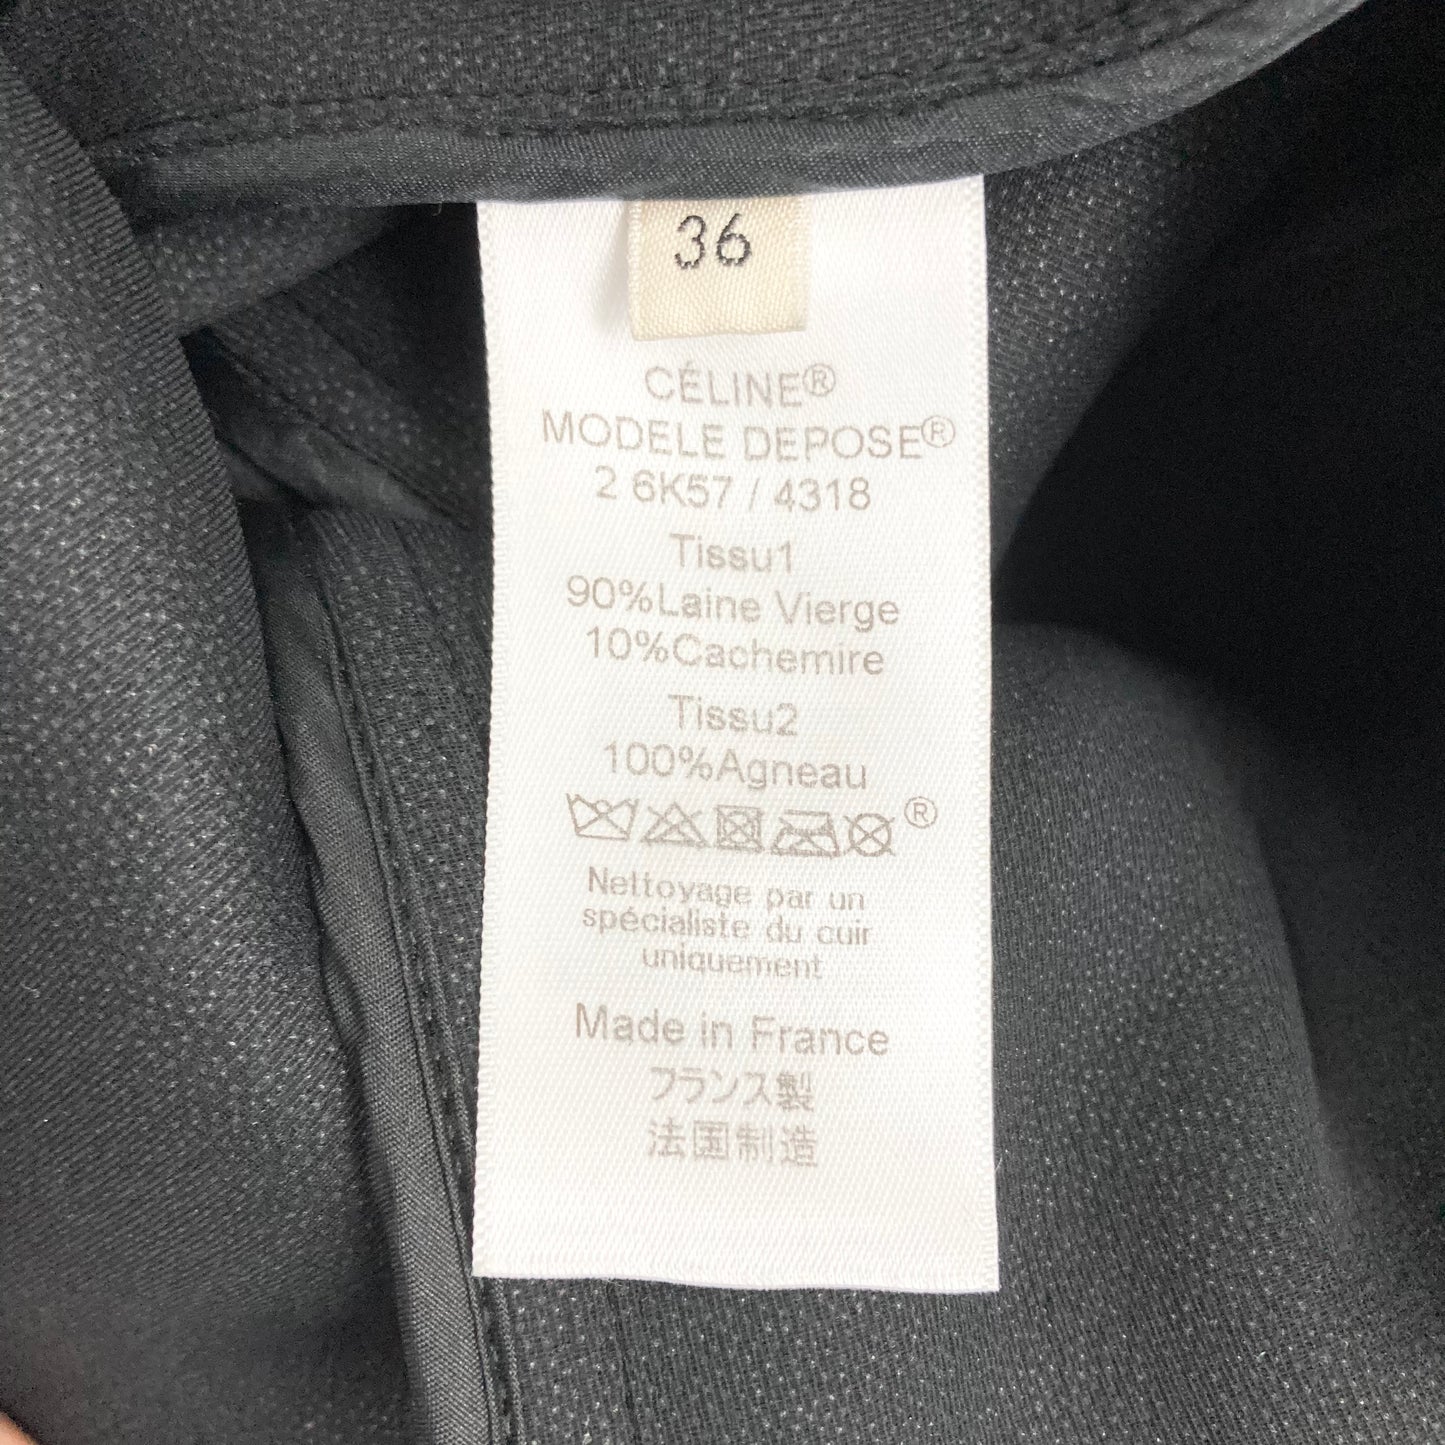 36
CÉLINE®
MODELE DEPOSE®
2 6K57 / 4318
Tissu1
90%Laine Vierge
10%Cachemire
Tissu2
100%Agneau
®
Nettoyage par un
spécialiste du cuir
uniquement
Made in France
フランス製
法国制造